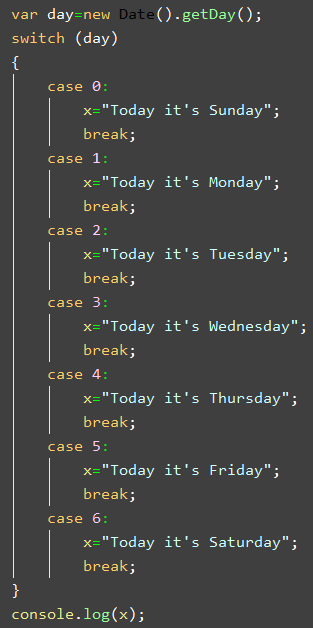 var day=new Date().getDay();
switch (day)
{
case 0:
x="Today it's Sunday";
break;
case 1:
x="Today it's Monday";
break;
case 2:
x="Today it's Tuesday";
break;
case 3:
x="Today it's Wednesday";
break;
case 4:
x="Today it's Thursday";
break;
case 5:
x="Today it's Friday";
break;
case 6:
x="Today it's Saturday";
break;
}
console.log(x);